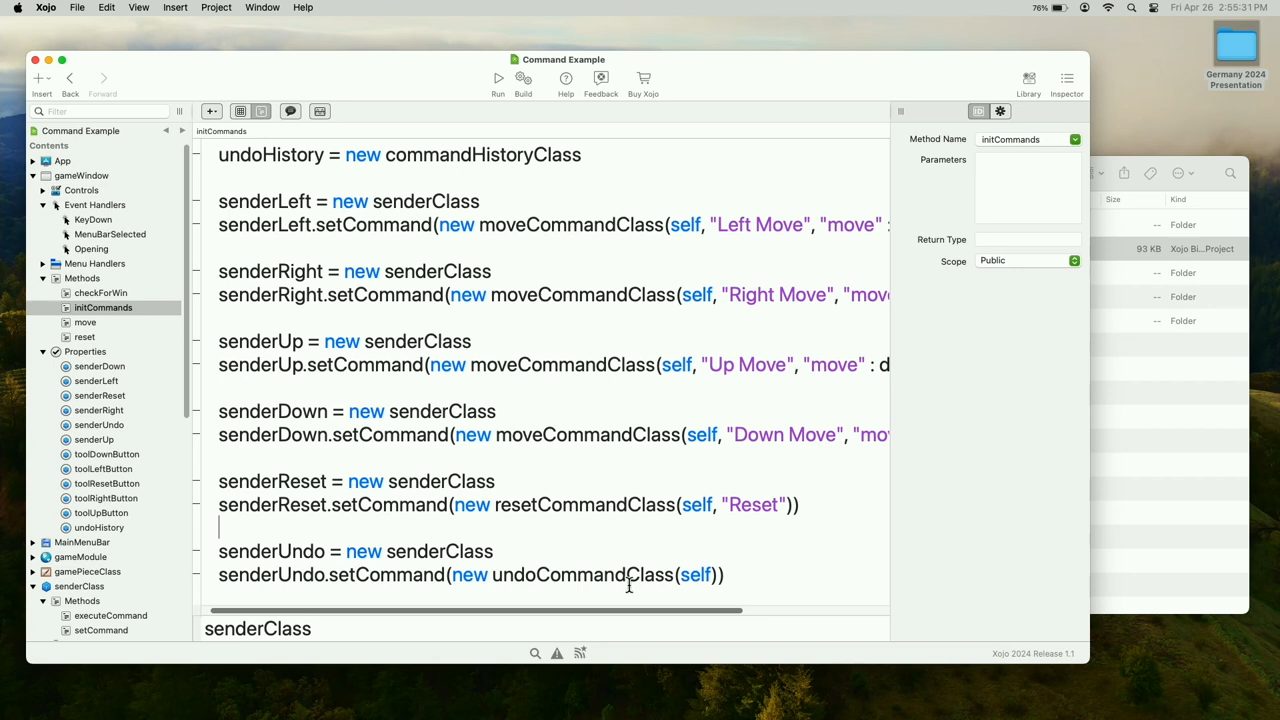 Xojo File Edit View Insert Project Window Help
76% Fri Apr 26 2:55:31 PM
Germany 2024
Presentation
Command Example
Insert Back Forward Run Build Help Feedback Buy Xojo Library Inspector
Filter
Command Example
Contents
App
gameWindow
Controls
Event Handlers
KeyDown
MenuBarSelected
Opening
Menu Handlers
Methods
checkForWin
initCommands
move
reset
Properties
senderDown
senderLeft
senderReset
senderRight
senderUndo
senderUp
toolDownButton
toolLeftButton
toolResetButton
toolRightButton
toolUpButton
undoHistory
MainMenuBar
gameModule
gamePieceClass
senderClass
Methods
executeCommand
setCommand
initCommands
undoHistory = new commandHistoryClass
senderLeft = new senderClass
senderLeft.setCommand(new moveCommandClass(self, "Left Move", "move" :
senderRight = new senderClass
senderRight.setCommand(new moveCommandClass(self, "Right Move", "mov
senderUp = new senderClass
senderUp.setCommand(new moveCommandClass(self, "Up Move", "move" : d
senderDown = new senderClass
senderDown.setCommand(new moveCommandClass(self, "Down Move", "mo
senderReset = new senderClass
senderReset.setCommand(new resetCommandClass(self, "Reset"))
senderUndo = new senderClass
senderUndo.setCommand(new undoCommandClass(self))
senderClass
Method Name initCommands
Parameters
Return Type
Scope Public
Xojo 2024 Release 1.1
Size Kind
-- Folder
93 KB Xojo Bi...Project
-- Folder
-- Folder
-- Folder